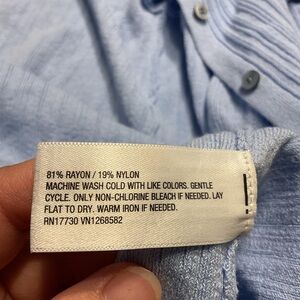 81% RAYON / 19% NYLON
MACHINE WASH COLD WITH LIKE COLORS. GENTLE
CYCLE. ONLY NON-CHLORINE BLEACH IF NEEDED. LAY
FLAT TO DRY. WARM IRON IF NEEDED.
RN17730 VN1268582